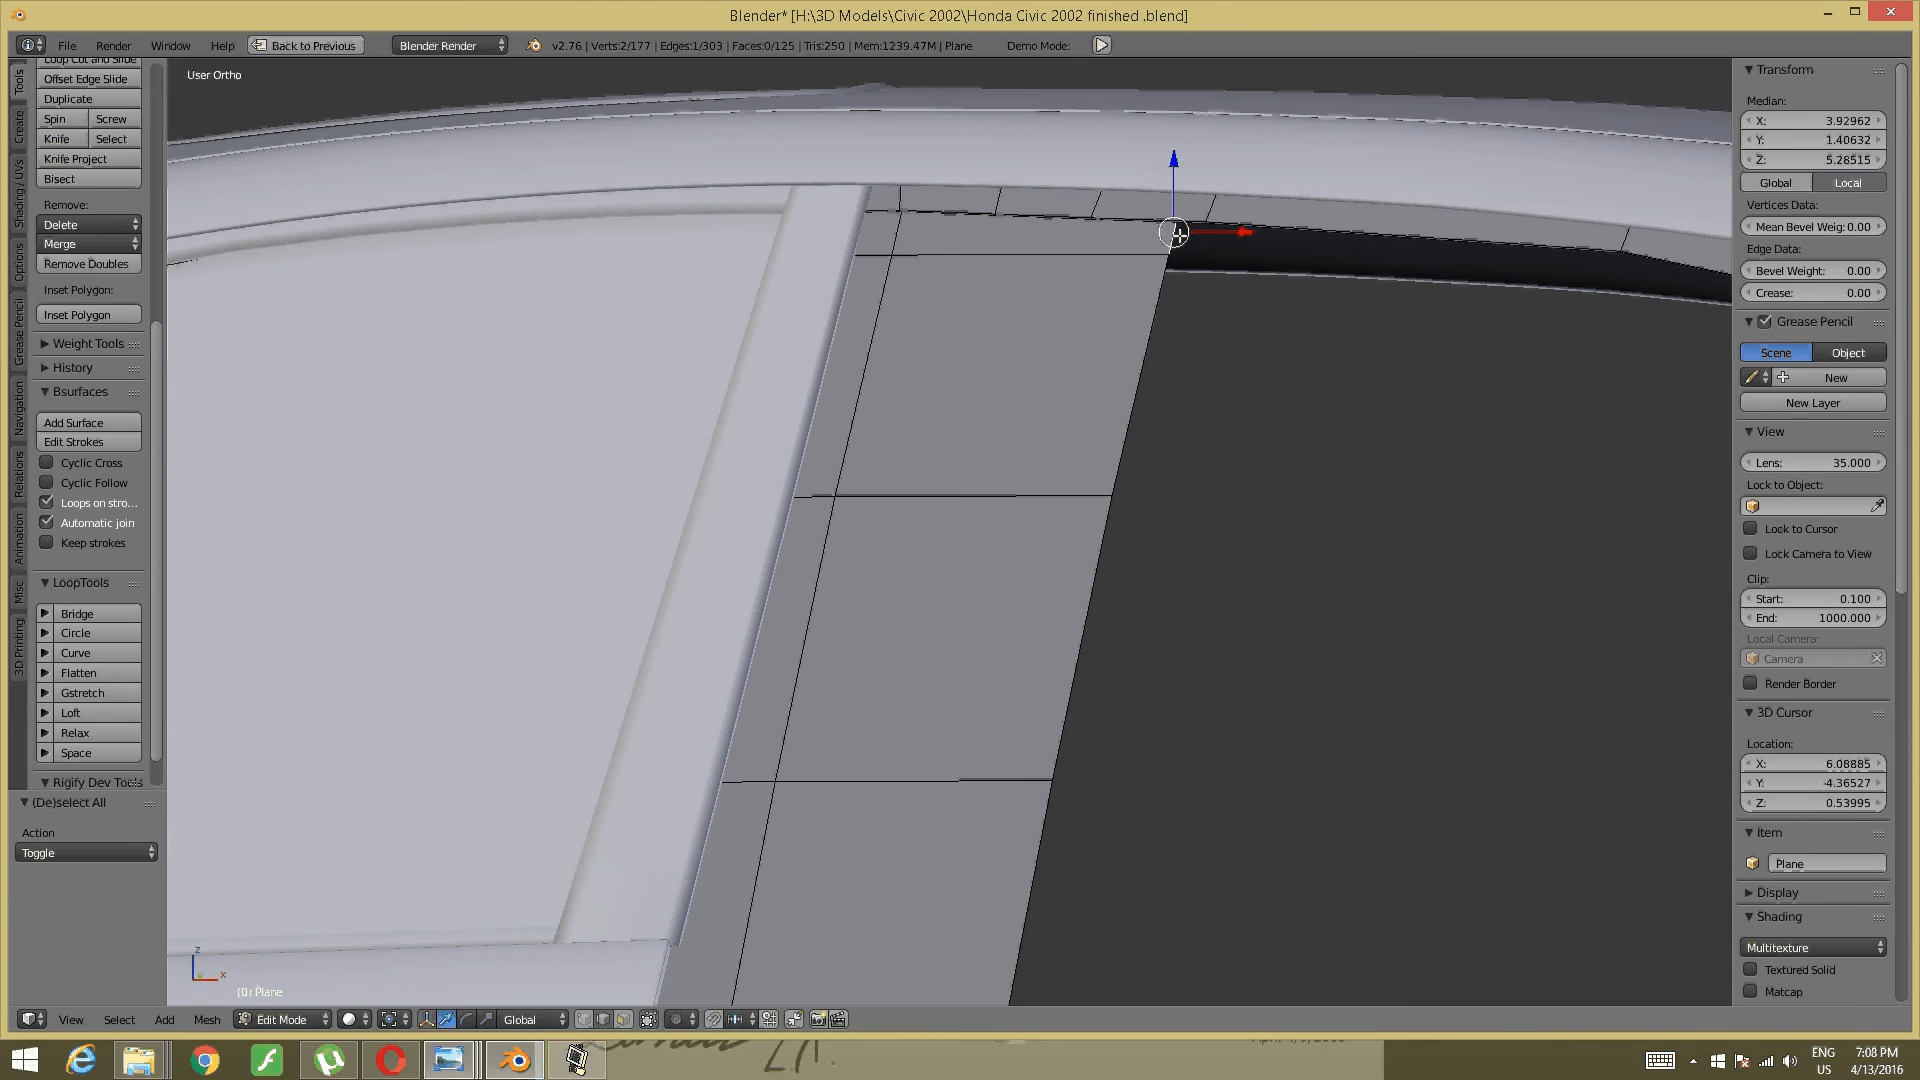 Blender* [H:\3D Models\Civic 2002\Honda Civic 2002 finished .blend]
File Render Window Help Back to Previous Blender Render v2.76 | Verts:2/177 | Edges:1/303 | Faces:0/125 | Tris:250 | Mem:1239.47M | Plane Demo Mode:
User Ortho
Tools
Create
Shading / UVs
Options
Grease Pencil
Navigation
Relations
Animation
Misc
3D Printing
Loop Cut and Slide
Offset Edge Slide
Duplicate
Spin Screw
Knife Select
Knife Project
Bisect
Remove:
Delete
Merge
Remove Doubles
Inset Polygon:
Inset Polygon
Weight Tools
History
Bsurfaces
Add Surface
Edit Strokes
Cyclic Cross
Cyclic Follow
Loops on stro...
Automatic join
Keep strokes
LoopTools
Bridge
Circle
Curve
Flatten
Gstretch
Loft
Relax
Space
Rigify Dev Tools
(De)select All
Action
Toggle
z
y x
(0) Plane
Transform
Median:
X: 3.92962
Y: 1.40632
Z: 5.28515
Global Local
Vertices Data:
Mean Bevel Weig: 0.00
Edge Data:
Bevel Weight: 0.00
Crease: 0.00
Grease Pencil
Scene Object
New
New Layer
View
Lens: 35.000
Lock to Object:
Lock to Cursor
Lock Camera to View
Clip:
Start: 0.100
End: 1000.000
Local Camera:
Camera
Render Border
3D Cursor
Location:
X: 6.08885
Y: -4.36527
Z: 0.53995
Item
Plane
Display
Shading
Multitexture
Textured Solid
Matcap
View Select Add Mesh Edit Mode Global
ENG 7:08 PM
US 4/13/2016